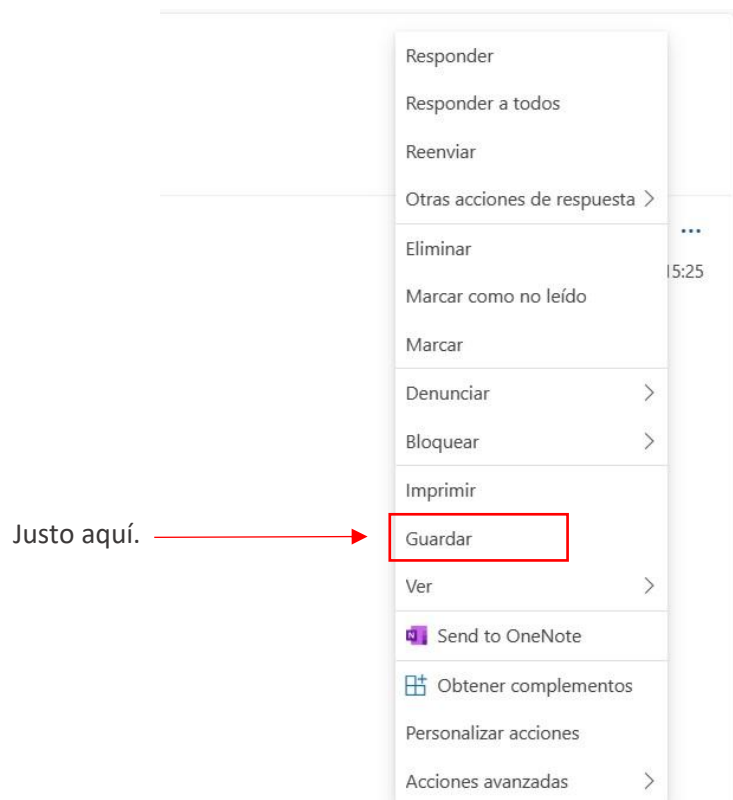 Responder
Responder a todos
Reenviar
Otras acciones de respuesta
...
Eliminar
15:25
Marcar como no leído
Marcar
Denunciar
Bloquear
Imprimir
Justo aquí.
Guardar
Ver
Send to OneNote
Obtener complementos
Personalizar acciones
Acciones avanzadas